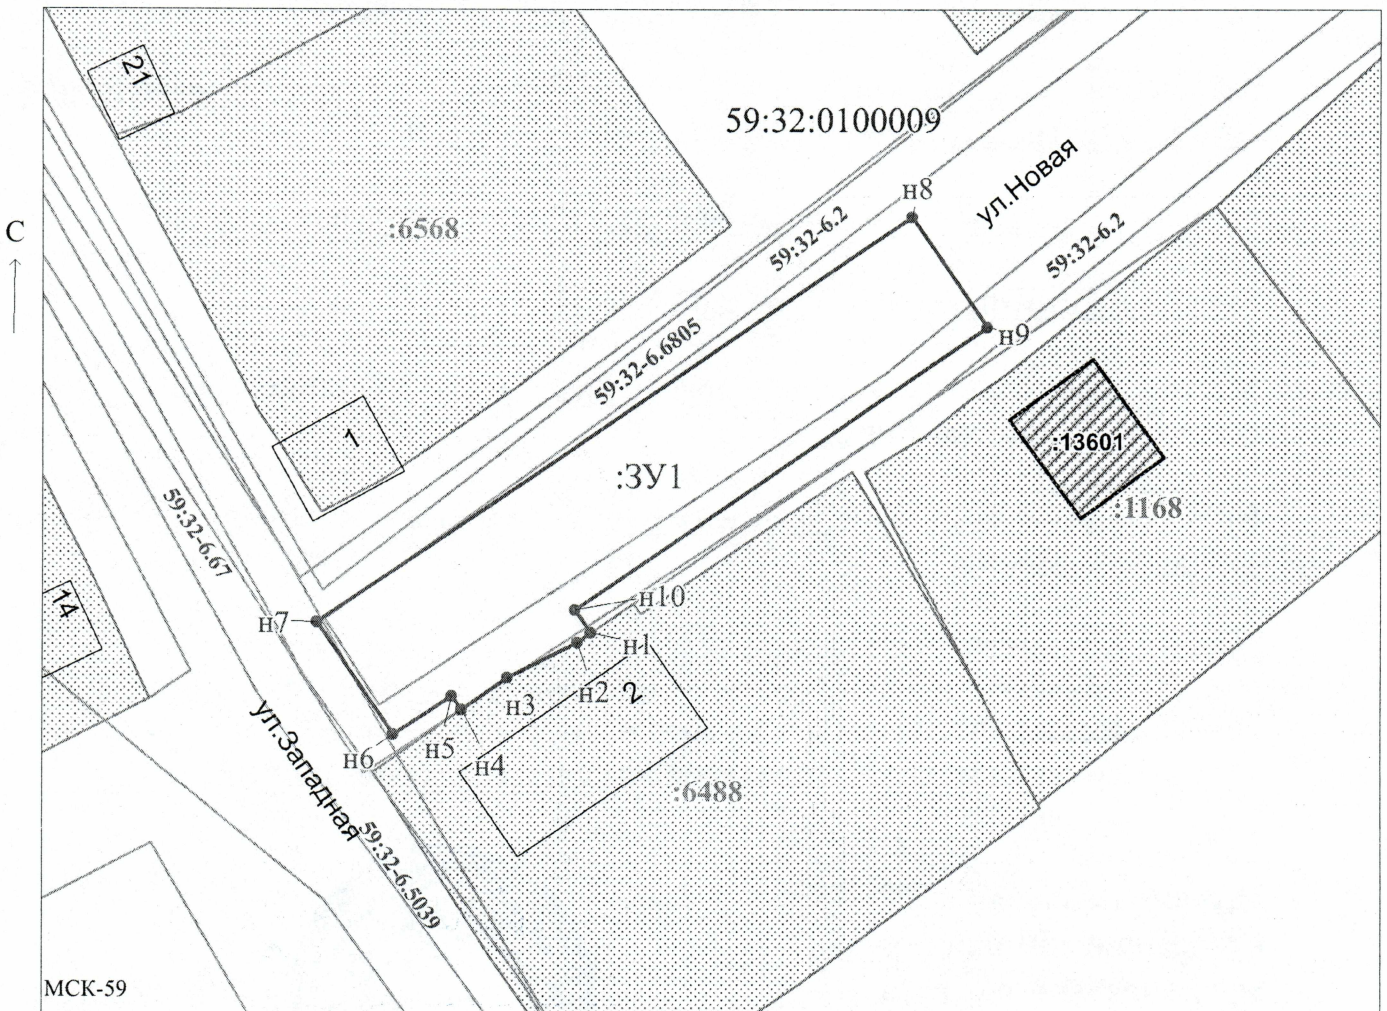 21
59:32:0100009
ул.Новая
н8
:6568
С
59:32-6.2
59:32-6.2
н9
59:32-6.6805
1
:13601
:ЗУ1
:1168
59:32-6.67
14
н10
н7
н1
н2
2
н3
н5
н6
н4
ул.Западная
:6488
59:32-6.5039
МСК-59